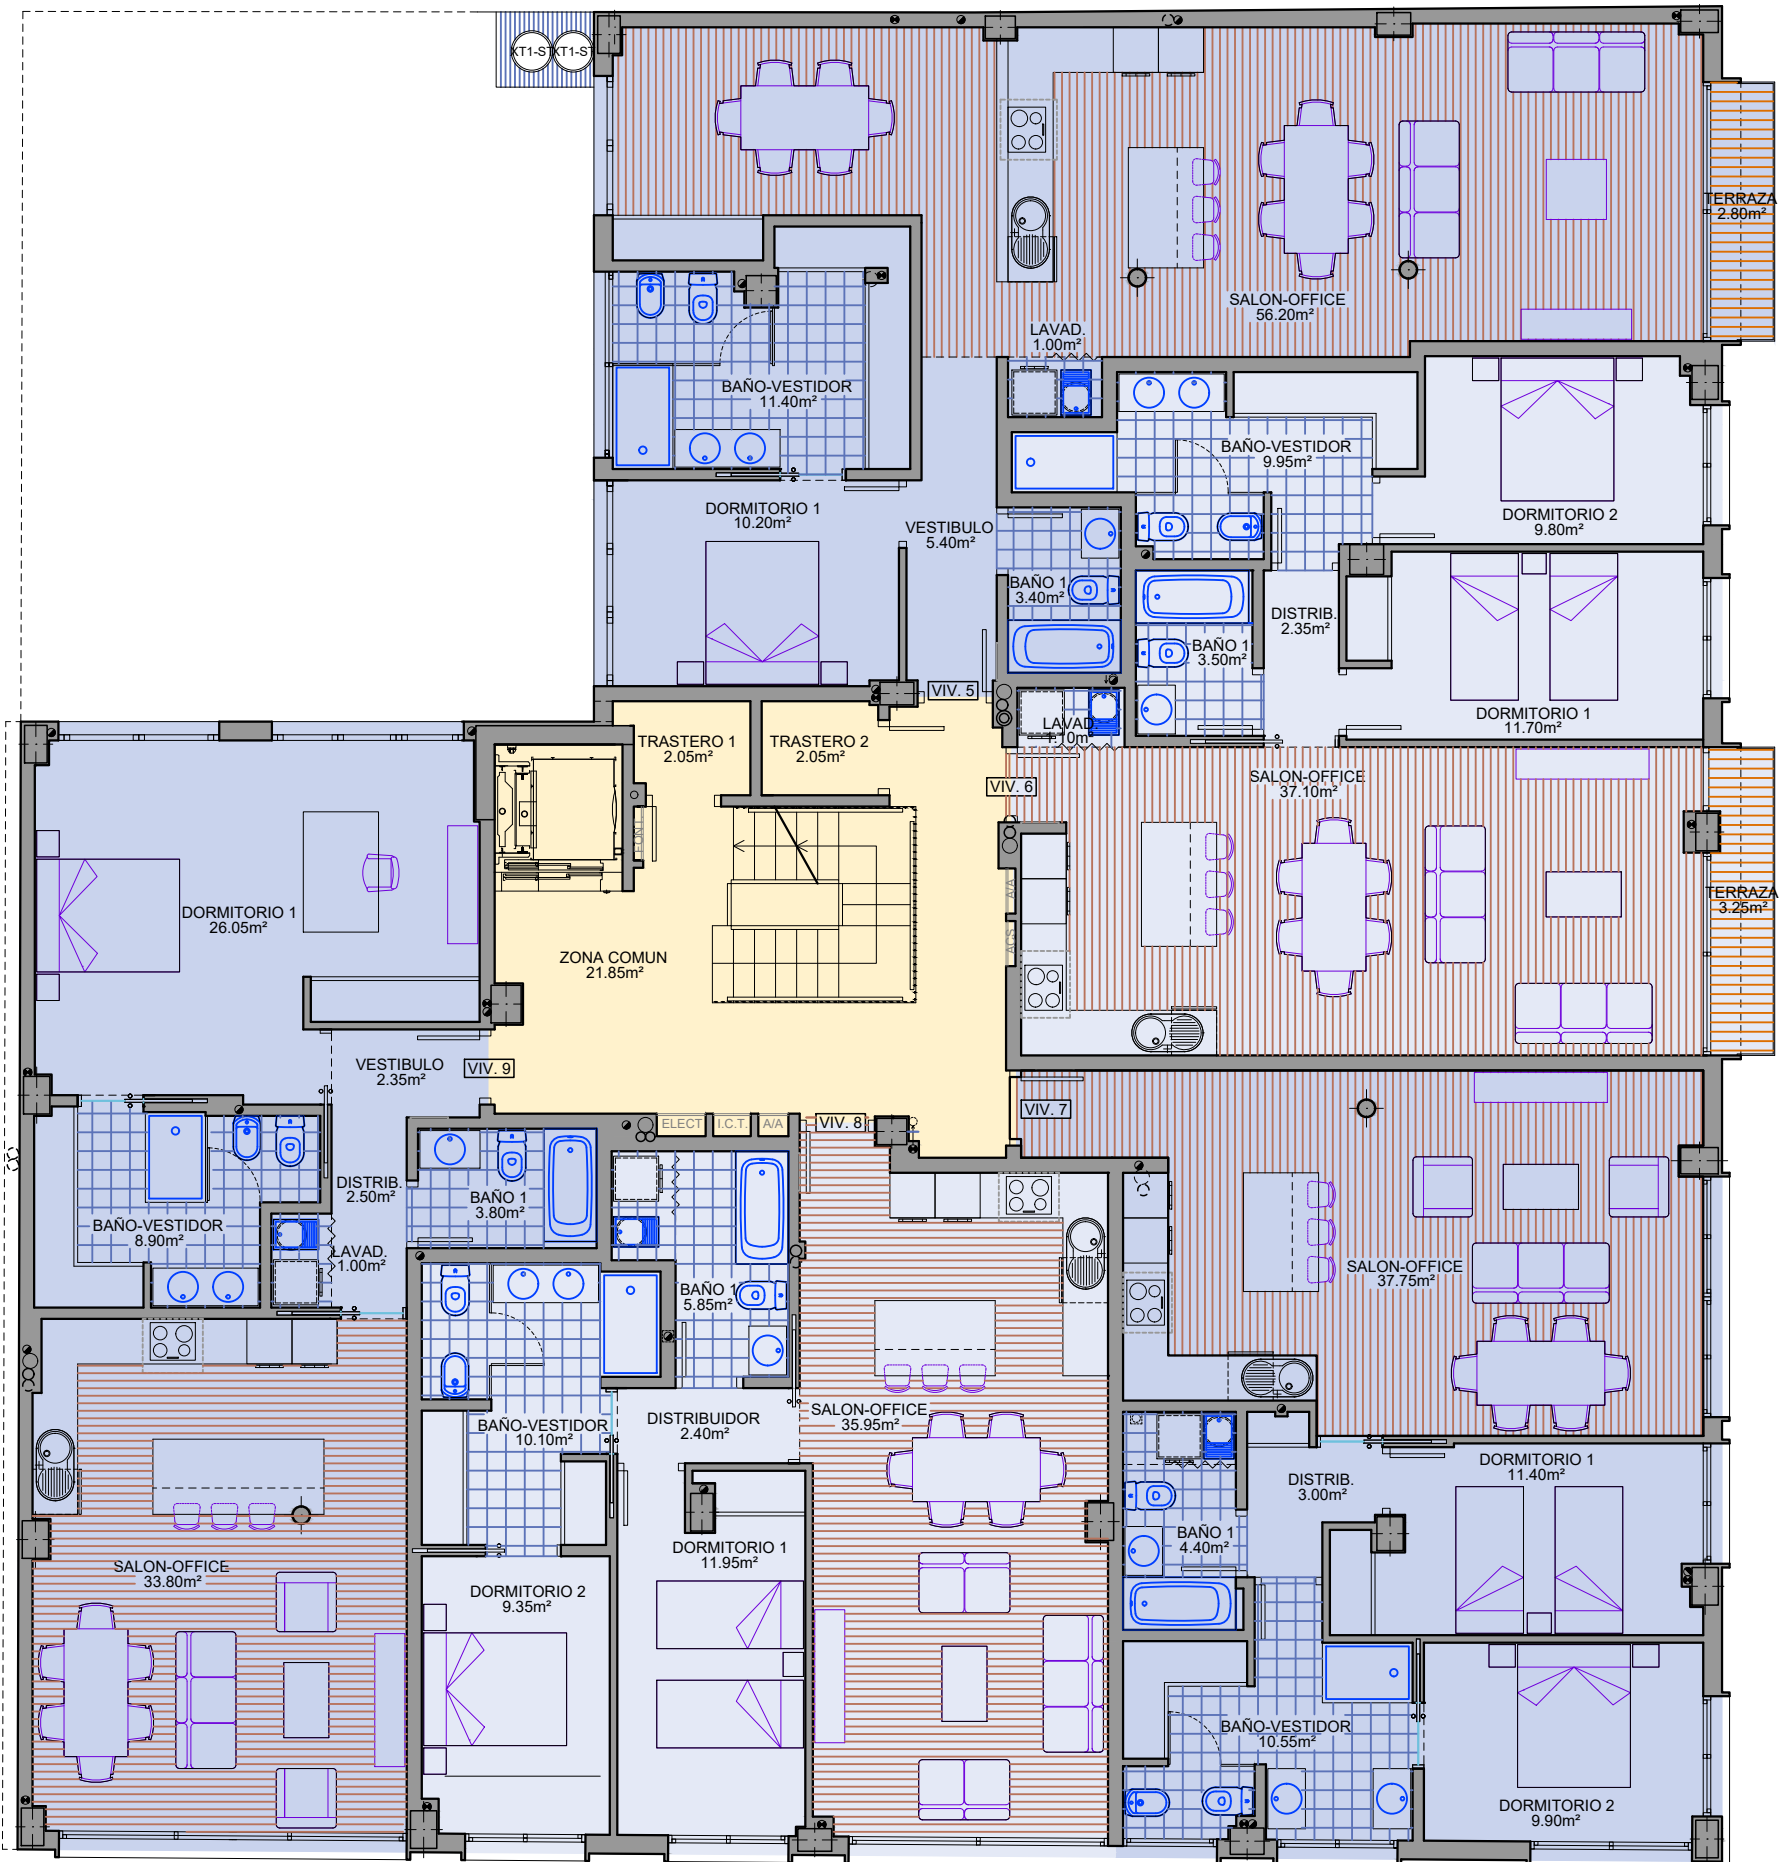 KT1-S
KT1-S
TERRAZA
2.80m²
SALON-OFFICE
56.20m²
LAVAD.
1.00m²
BAÑO-VESTIDOR
11.40m²
BAÑO-VESTIDOR
9.95m²
DORMITORIO 1
10.20m²
VESTIBULO
5.40m²
DORMITORIO 2
9.80m²
BAÑO 1
3.40m²
DISTRIB.
2.35m²
BAÑO 1
3.50m²
VIV. 5
DORMITORIO 1
11.70m²
LAVAD.
1.10m²
TRASTERO 1
2.05m²
TRASTERO 2
2.05m²
VIV. 6
SALON-OFFICE
37.10m²
FONT.
A/A
TERRAZA
3.25m²
DORMITORIO 1
26.05m²
ACS
ZONA COMUN
21.85m²
VESTIBULO
2.35m²
VIV. 9
VIV. 7
ELECT
I.C.T.
A/A
VIV. 8
DISTRIB.
2.50m²
BAÑO 1
3.80m²
BAÑO-VESTIDOR
8.90m²
LAVAD.
1.00m²
BAÑO 1
5.85m²
SALON-OFFICE
37.75m²
BAÑO-VESTIDOR
10.10m²
DISTRIBUIDOR
2.40m²
SALON-OFFICE
35.95m²
DISTRIB.
3.00m²
DORMITORIO 1
11.40m²
BAÑO 1
4.40m²
DORMITORIO 1
11.95m²
SALON-OFFICE
33.80m²
DORMITORIO 2
9.35m²
BAÑO-VESTIDOR
10.55m²
DORMITORIO 2
9.90m²